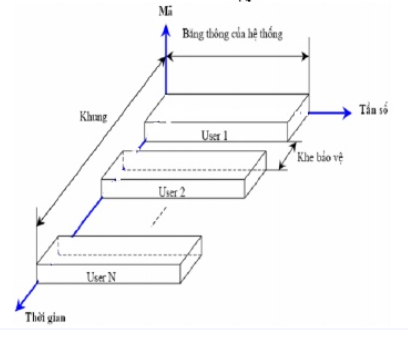 Mã
Băng thông của hệ thống
Tần số
Khung
User 1
Khe bảo vệ
User 2
User N
Thời gian